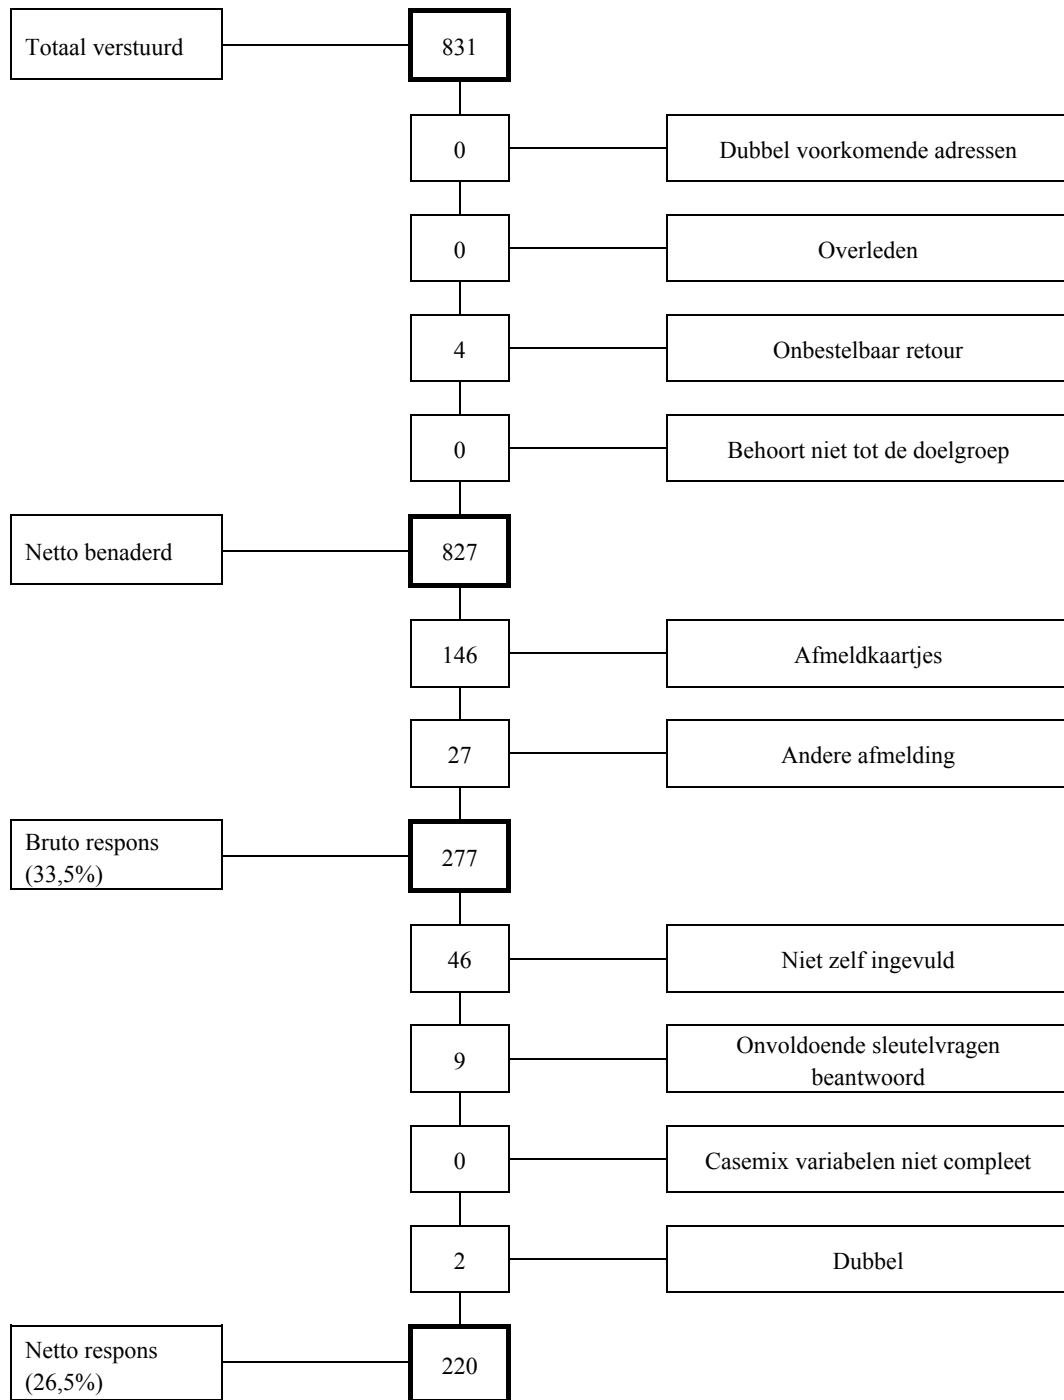 Totaal verstuurd
831
0
Dubbel voorkomende adressen
0
Overleden
4
Onbestelbaar retour
0
Behoort niet tot de doelgroep
Netto benaderd
827
146
Afmeldkaartjes
27
Andere afmelding
Bruto respons
(33,5%)
277
46
Niet zelf ingevuld
9
Onvoldoende sleutelvragen
beantwoord
0
Casemix variabelen niet compleet
2
Dubbel
Netto respons
(26,5%)
220